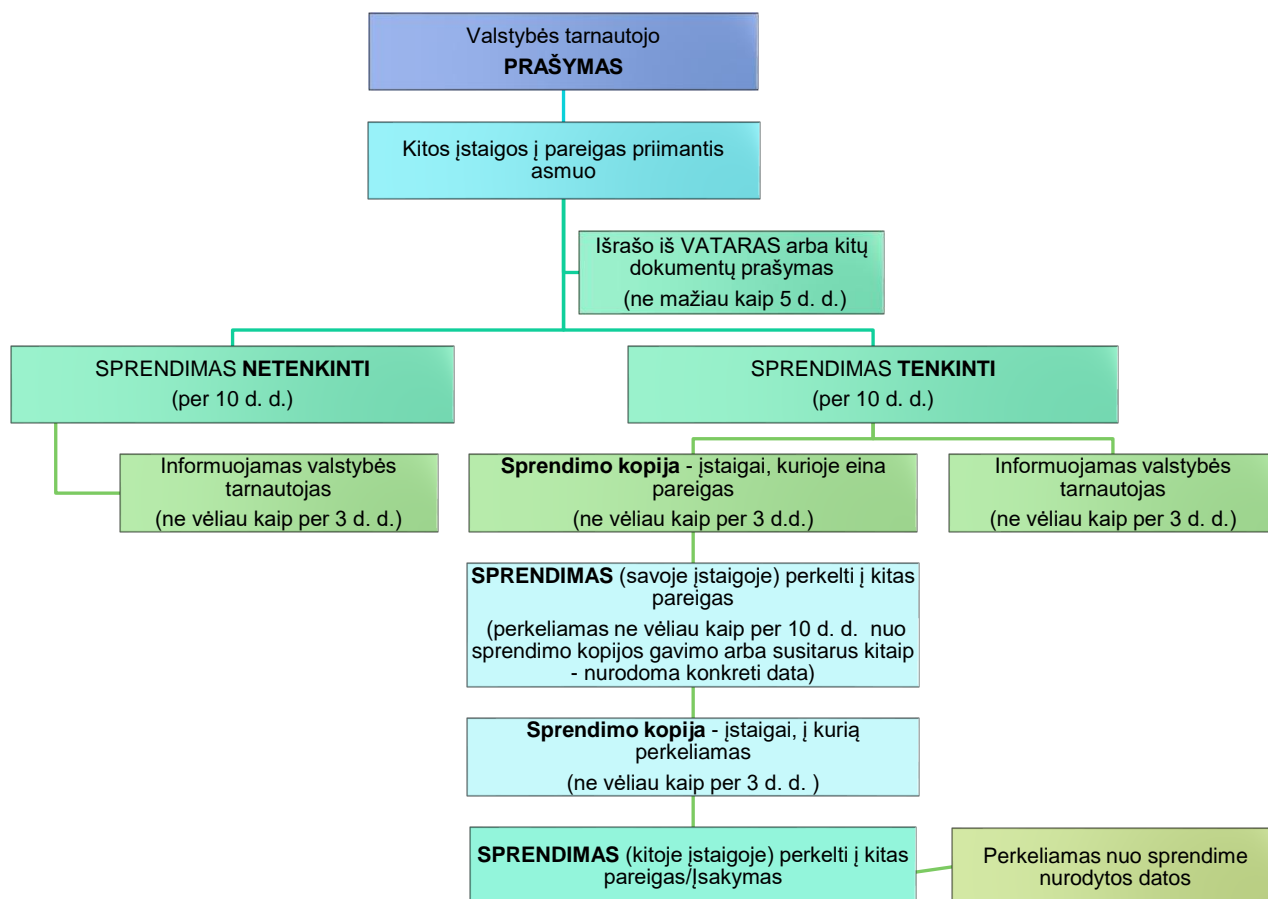 Valstybės tarnautojo
PRAŠYMAS
Kitos įstaigos į pareigas priimantis
asmuo
Išrašo iš VATARAS arba kitų
dokumentų prašymas
(ne mažiau kaip 5 d. d.)
SPRENDIMAS NETENKINTI
(per 10 d. d.)
SPRENDIMAS TENKINTI
(per 10 d. d.)
Informuojamas valstybės
tarnautojas
(ne vėliau kaip per 3 d. d.)
Sprendimo kopija - įstaigai, kurioje eina
pareigas
(ne vėliau kaip per 3 d.d.)
Informuojamas valstybės
tarnautojas
(ne vėliau kaip per 3 d. d.)
SPRENDIMAS (savoje įstaigoje) perkelti į kitas
pareigas
(perkeliamas ne vėliau kaip per 10 d. d. nuo
sprendimo kopijos gavimo arba susitarus kitaip
- nurodoma konkreti data)
Sprendimo kopija - įstaigai, į kurią
perkeliamas
(ne vėliau kaip per 3 d. d. )
SPRENDIMAS (kitoje įstaigoje) perkelti į kitas
pareigas/Įsakymas
Perkeliamas nuo sprendime
nurodytos datos